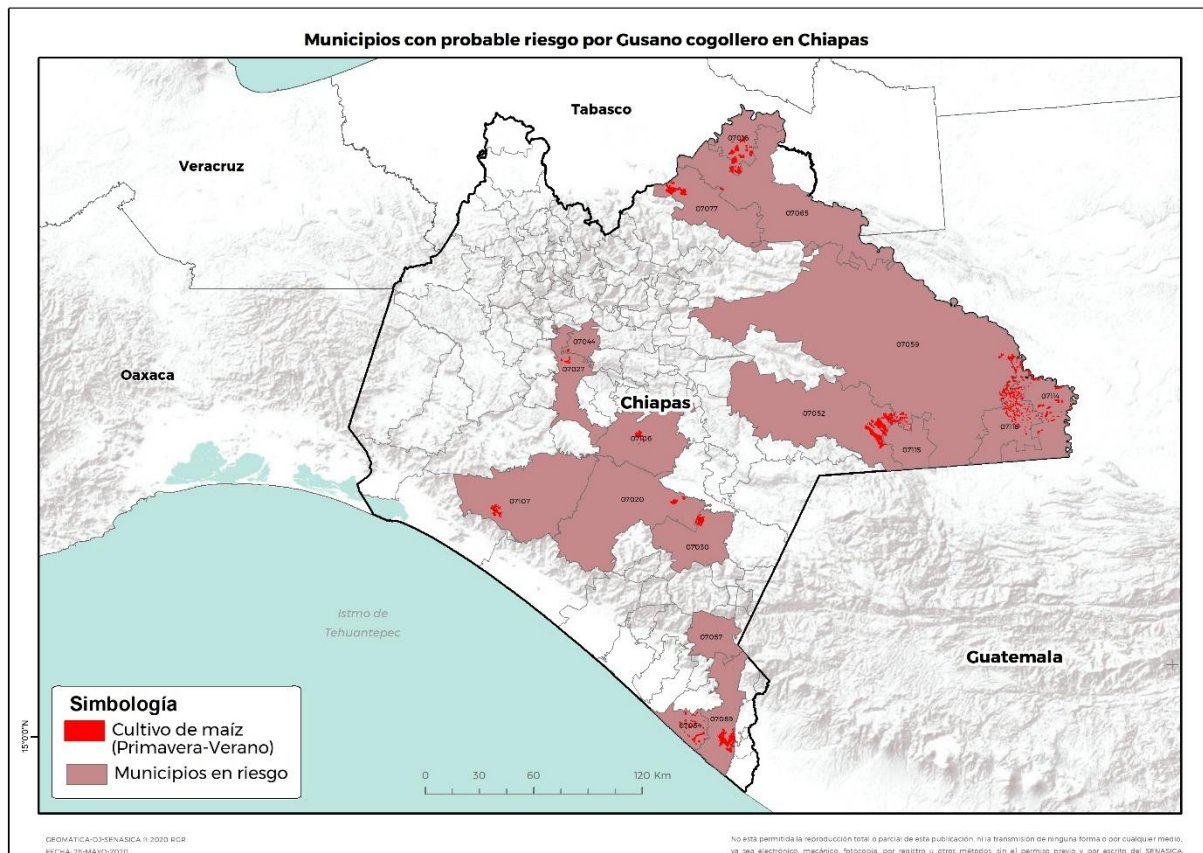 Municipios con probable riesgo por Gusano cogollero en Chiapas
Tabasco
Veracruz
07016
07077
07065
Oaxaca
07044
07027
07059
Chiapas
07052
07114
07106
07115
07107
07020
07030
Istmo de
Tehuantepec
07057
Guatemala
07054
07089
Simbología
Cultivo de maíz
(Primavera-Verano)
Municipios en riesgo
15°0'0"N
0 30 60 120 Km
GEOMATICA-DJ-SENASICA © 2020 RGR
FECHA: 28-MAYO-2020
No está permitida la reproducción total o parcial de esta publicación, ni la transmisión de ninguna forma o por cualquier medio,
ya sea electrónico, mecánico, fotocopia, por registro u otros métodos, sin el permiso previo y por escrito del SENASICA.